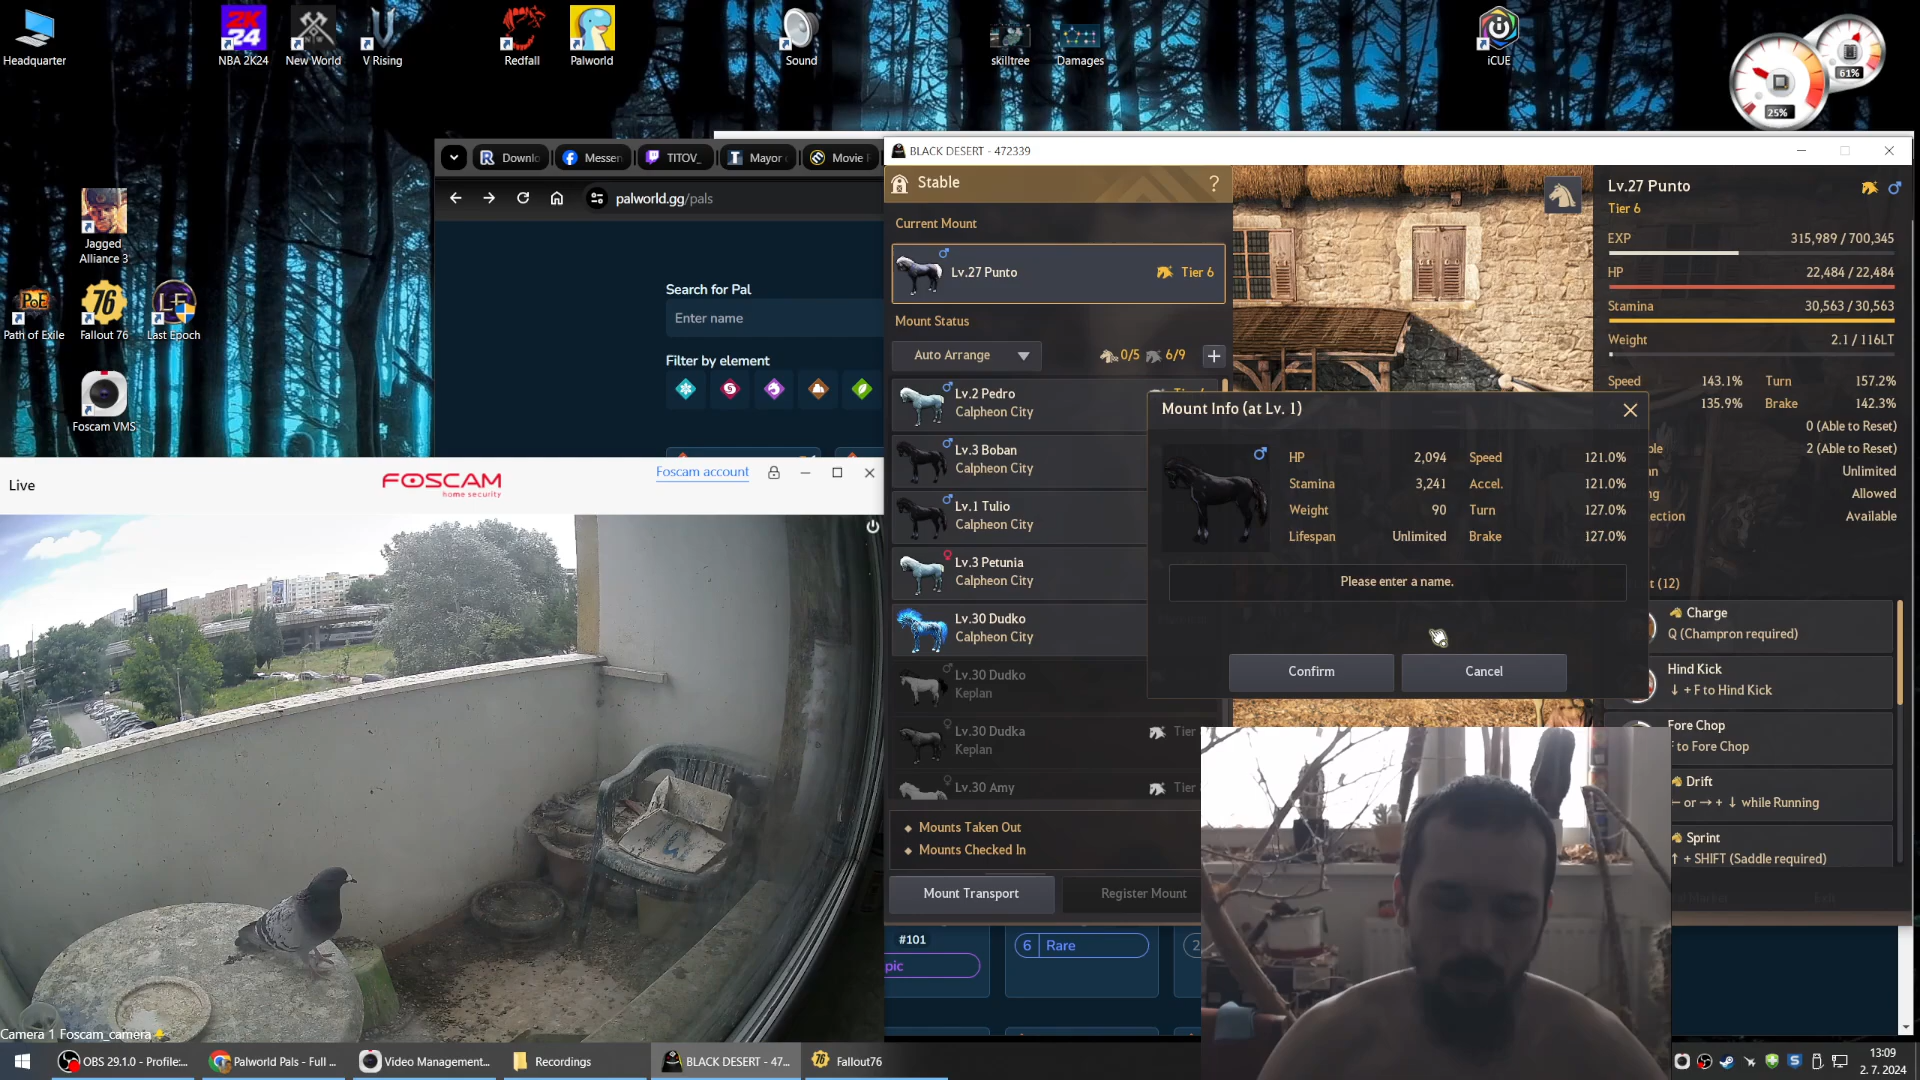 Headquarter
NBA 2K24
New World
V Rising
Redfall
Palworld
Sound
skilltree
Damages
iCUE
61%
25%
Jagged
Alliance 3
Path of Exile
Fallout 76
Last Epoch
Foscam VMS
Downlo
Messen
TITOV_
Mayor
Movie
palworld.gg/pals
Search for Pal
Enter name
Filter by element
BLACK DESERT - 472339
Stable
?
Current Mount
Lv.27 Punto
Tier 6
Mount Status
Auto Arrange
0/5
6/9
Lv.2 Pedro
Calpheon City
Lv.3 Boban
Calpheon City
Lv.1 Tulio
Calpheon City
Lv.3 Petunia
Calpheon City
Lv.30 Dudko
Calpheon City
Lv.30 Dudko
Keplan
Lv.30 Dudka
Keplan
Tier
Lv.30 Amy
Tier
Mounts Taken Out
Mounts Checked In
Mount Transport
Register Mount
Lv.27 Punto
Tier 6
EXP 315,989 / 700,345
HP 22,484 / 22,484
Stamina 30,563 / 30,563
Weight 2.1 / 116LT
Speed 143.1% Turn 157.2%
135.9% Brake 142.3%
0 (Able to Reset)
2 (Able to Reset)
Unlimited
Allowed
Available
(12)
Charge
Q (Champron required)
Hind Kick
↓ + F to Hind Kick
Fore Chop
F to Fore Chop
Drift
← or → + ↓ while Running
Sprint
↑ + SHIFT (Saddle required)
Mount Info (at Lv. 1)
HP 2,094 Speed 121.0%
Stamina 3,241 Accel. 121.0%
Weight 90 Turn 127.0%
Lifespan Unlimited Brake 127.0%
Please enter a name.
Confirm
Cancel
Live
FOSCAM
home security
Foscam account
Camera 1 Foscam_camera
#101
pic
6 Rare
2
OBS 29.1.0 - Profile:...
Palworld Pals - Full ...
Video Management...
Recordings
BLACK DESERT - 47...
Fallout76
13:09
2. 7. 2024